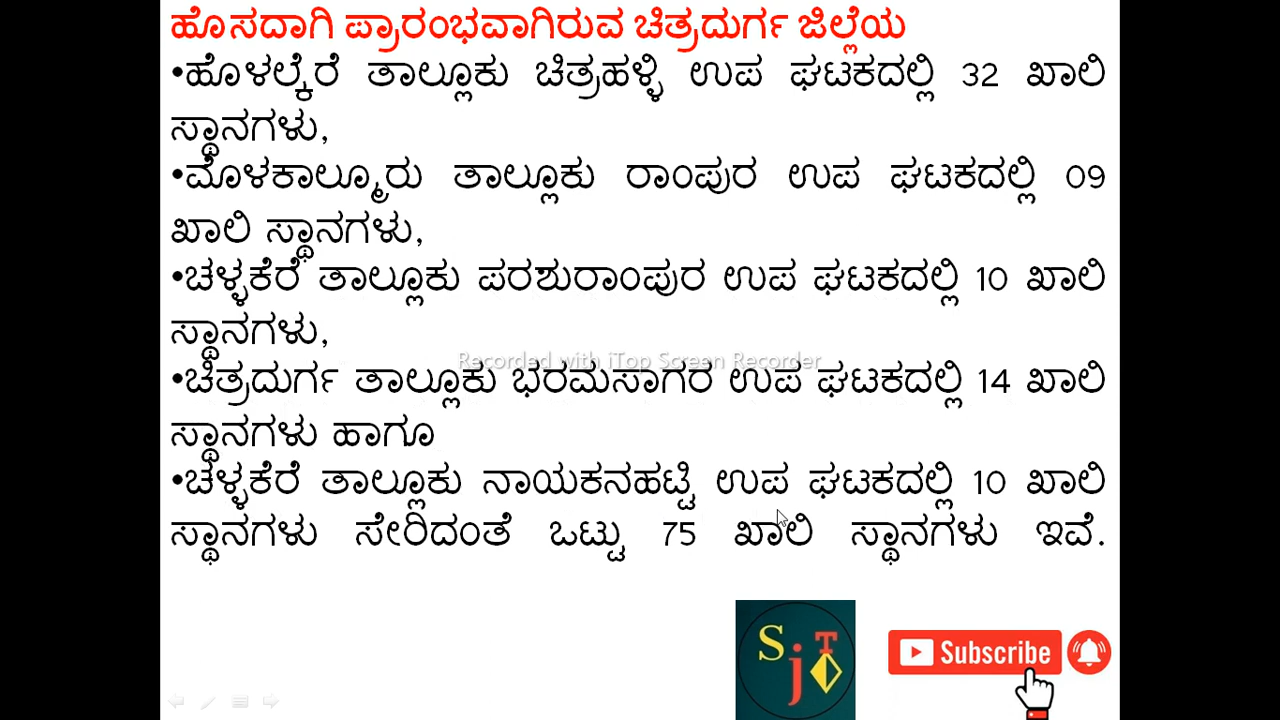 ಹೊಸದಾಗಿ ಪ್ರಾರಂಭವಾಗಿರುವ ಚಿತ್ರದುರ್ಗ ಜಿಲ್ಲೆಯ
•ಹೊಳಲ್ಕೆರೆ ತಾಲ್ಲೂಕು ಚಿತ್ರಹಳ್ಳಿ ಉಪ ಘಟಕದಲ್ಲಿ 32 ಖಾಲಿ
ಸ್ಥಾನಗಳು,
•ಮೊಳಕಾಲ್ಮೂರು ತಾಲ್ಲೂಕು ರಾಂಪುರ ಉಪ ಘಟಕದಲ್ಲಿ 09
ಖಾಲಿ ಸ್ಥಾನಗಳು,
•ಚಳ್ಳಕೆರೆ ತಾಲ್ಲೂಕು ಪರಶುರಾಂಪುರ ಉಪ ಘಟಕದಲ್ಲಿ 10 ಖಾಲಿ
ಸ್ಥಾನಗಳು,
Recorded with iTop Screen Recorder
•ಚಿತ್ರದುರ್ಗ ತಾಲ್ಲೂಕು ಭರಮಸಾಗರ ಉಪ ಘಟಕದಲ್ಲಿ 14 ಖಾಲಿ
ಸ್ಥಾನಗಳು ಹಾಗೂ
•ಚಳ್ಳಕೆರೆ ತಾಲ್ಲೂಕು ನಾಯಕನಹಟ್ಟಿ ಉಪ ಘಟಕದಲ್ಲಿ 10 ಖಾಲಿ
ಸ್ಥಾನಗಳು ಸೇರಿದಂತೆ ಒಟ್ಟು 75 ಖಾಲಿ ಸ್ಥಾನಗಳು ಇವೆ.
SjT
Subscribe